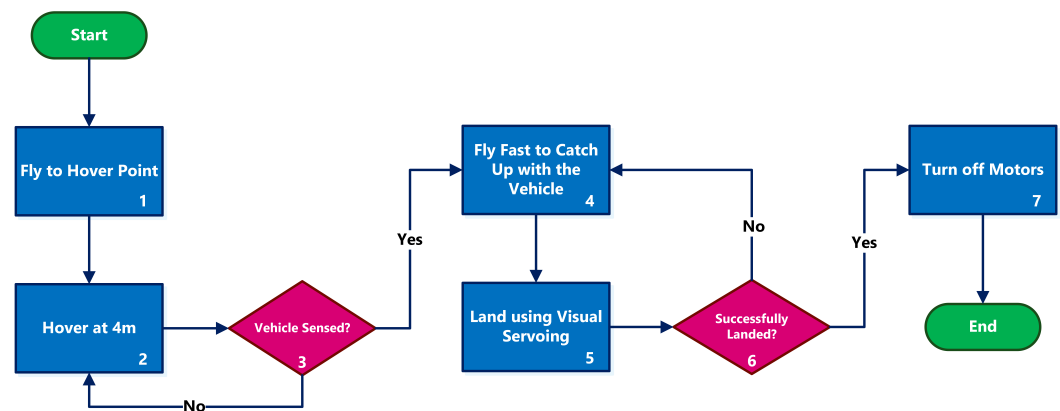 Start
Fly to Hover Point
1
Hover at 4m
2
Vehicle Sensed?
3
No
Yes
Fly Fast to Catch
Up with the
Vehicle
4
Land using Visual
Servoing
5
Successfully
Landed?
6
No
Yes
Turn off Motors
7
End